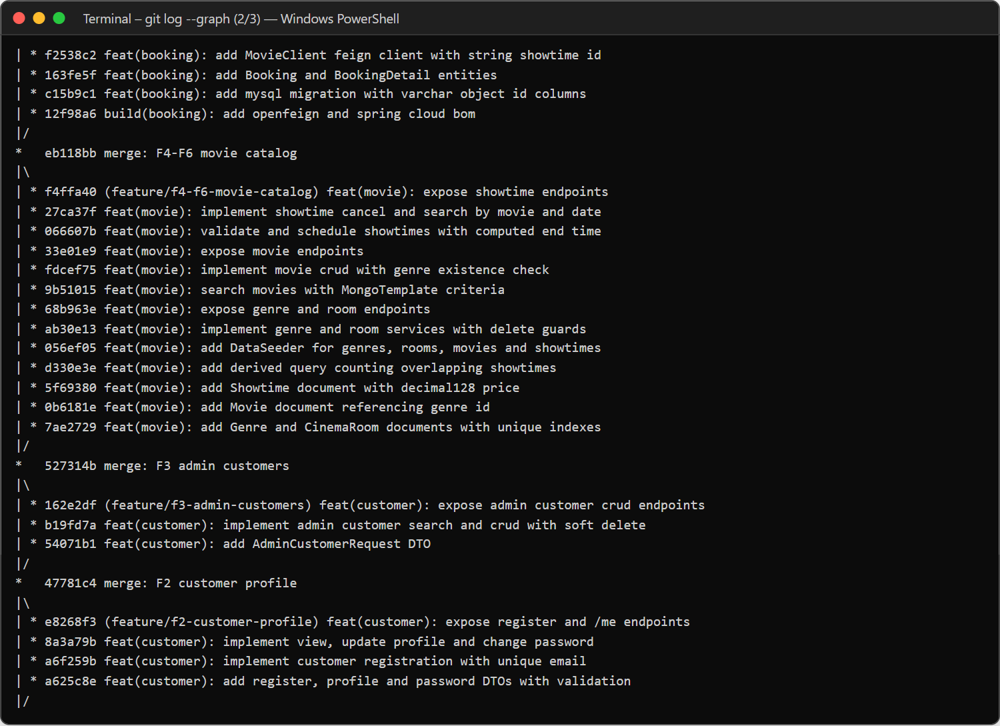 Terminal – git log --graph (2/3) — Windows PowerShell
| * f2538c2 feat(booking): add MovieClient feign client with string showtime id
| * 163fe5f feat(booking): add Booking and BookingDetail entities
| * c15b9c1 feat(booking): add mysql migration with varchar object id columns
| * 12f98a6 build(booking): add openfeign and spring cloud bom
|/
*   eb118bb merge: F4-F6 movie catalog
|\
| * f4ffa40 (feature/f4-f6-movie-catalog) feat(movie): expose showtime endpoints
| * 27ca37f feat(movie): implement showtime cancel and search by movie and date
| * 066607b feat(movie): validate and schedule showtimes with computed end time
| * 33e01e9 feat(movie): expose movie endpoints
| * fdcef75 feat(movie): implement movie crud with genre existence check
| * 9b51015 feat(movie): search movies with MongoTemplate criteria
| * 68b963e feat(movie): expose genre and room endpoints
| * ab30e13 feat(movie): implement genre and room services with delete guards
| * 056ef05 feat(movie): add DataSeeder for genres, rooms, movies and showtimes
| * d330e3e feat(movie): add derived query counting overlapping showtimes
| * 5f69380 feat(movie): add Showtime document with decimal128 price
| * 0b6181e feat(movie): add Movie document referencing genre id
| * 7ae2729 feat(movie): add Genre and CinemaRoom documents with unique indexes
|/
*   527314b merge: F3 admin customers
|\
| * 162e2df (feature/f3-admin-customers) feat(customer): expose admin customer crud endpoints
| * b19fd7a feat(customer): implement admin customer search and crud with soft delete
| * 54071b1 feat(customer): add AdminCustomerRequest DTO
|/
*   47781c4 merge: F2 customer profile
|\
| * e8268f3 (feature/f2-customer-profile) feat(customer): expose register and /me endpoints
| * 8a3a79b feat(customer): implement view, update profile and change password
| * a6f259b feat(customer): implement customer registration with unique email
| * a625c8e feat(customer): add register, profile and password DTOs with validation
|/